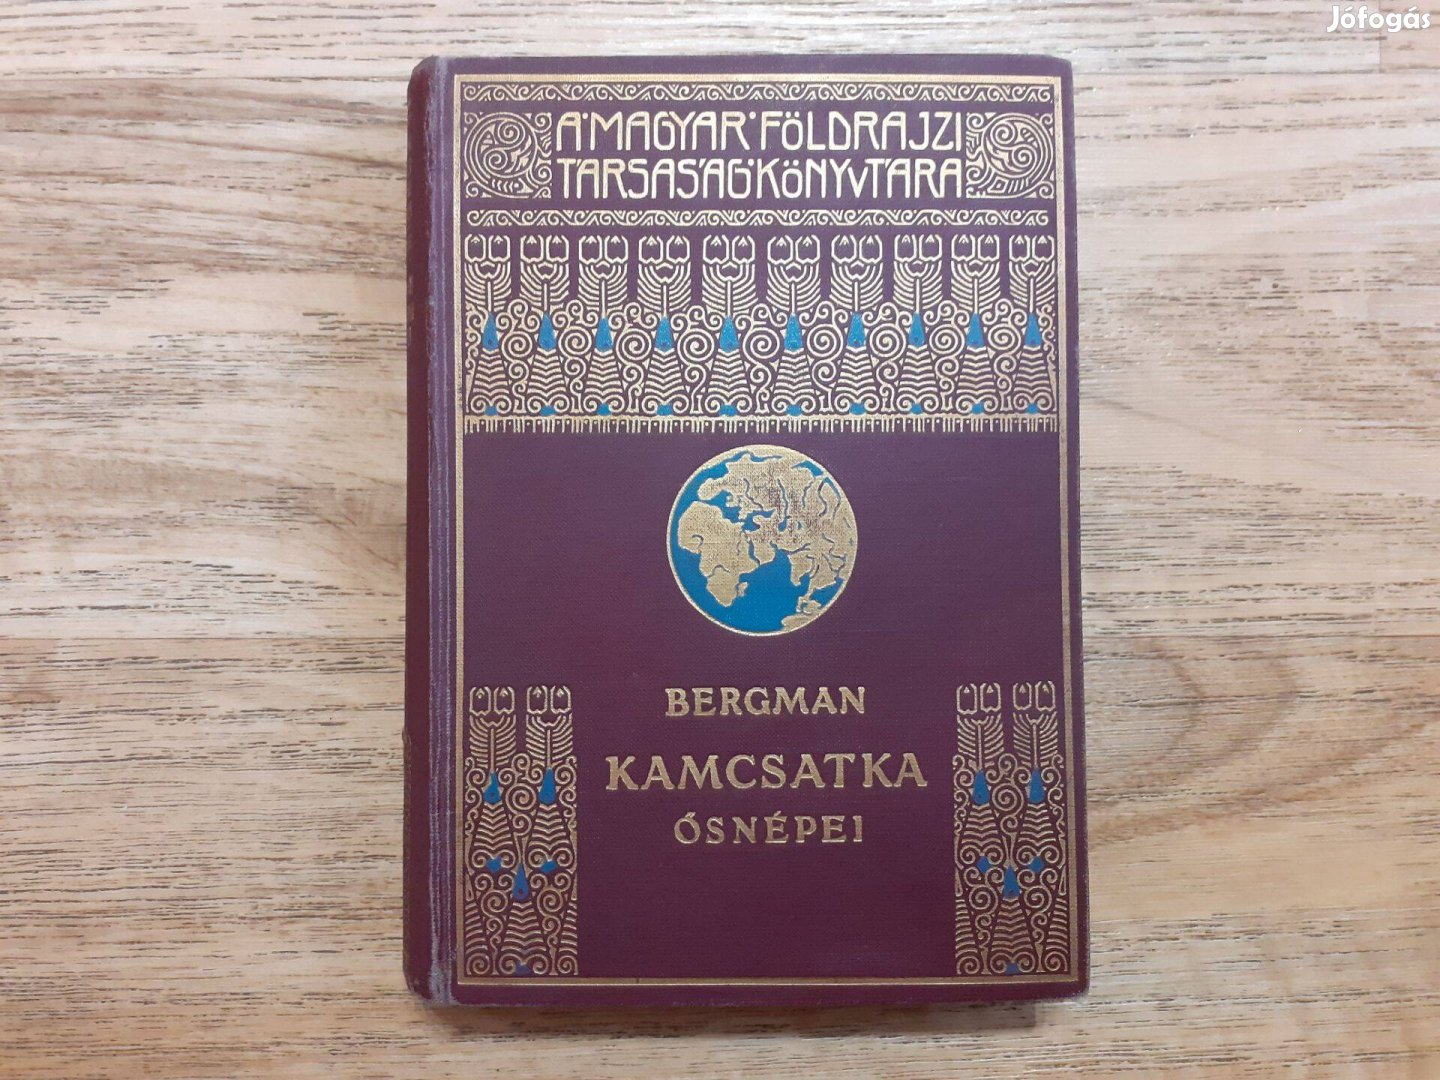 Jófogás
A·MAGYAR·FÖLDRAJZI
TÁRSASÁG·KÖNYVTÁRA
BERGMAN
KAMCSATKA
ŐSNÉPEI